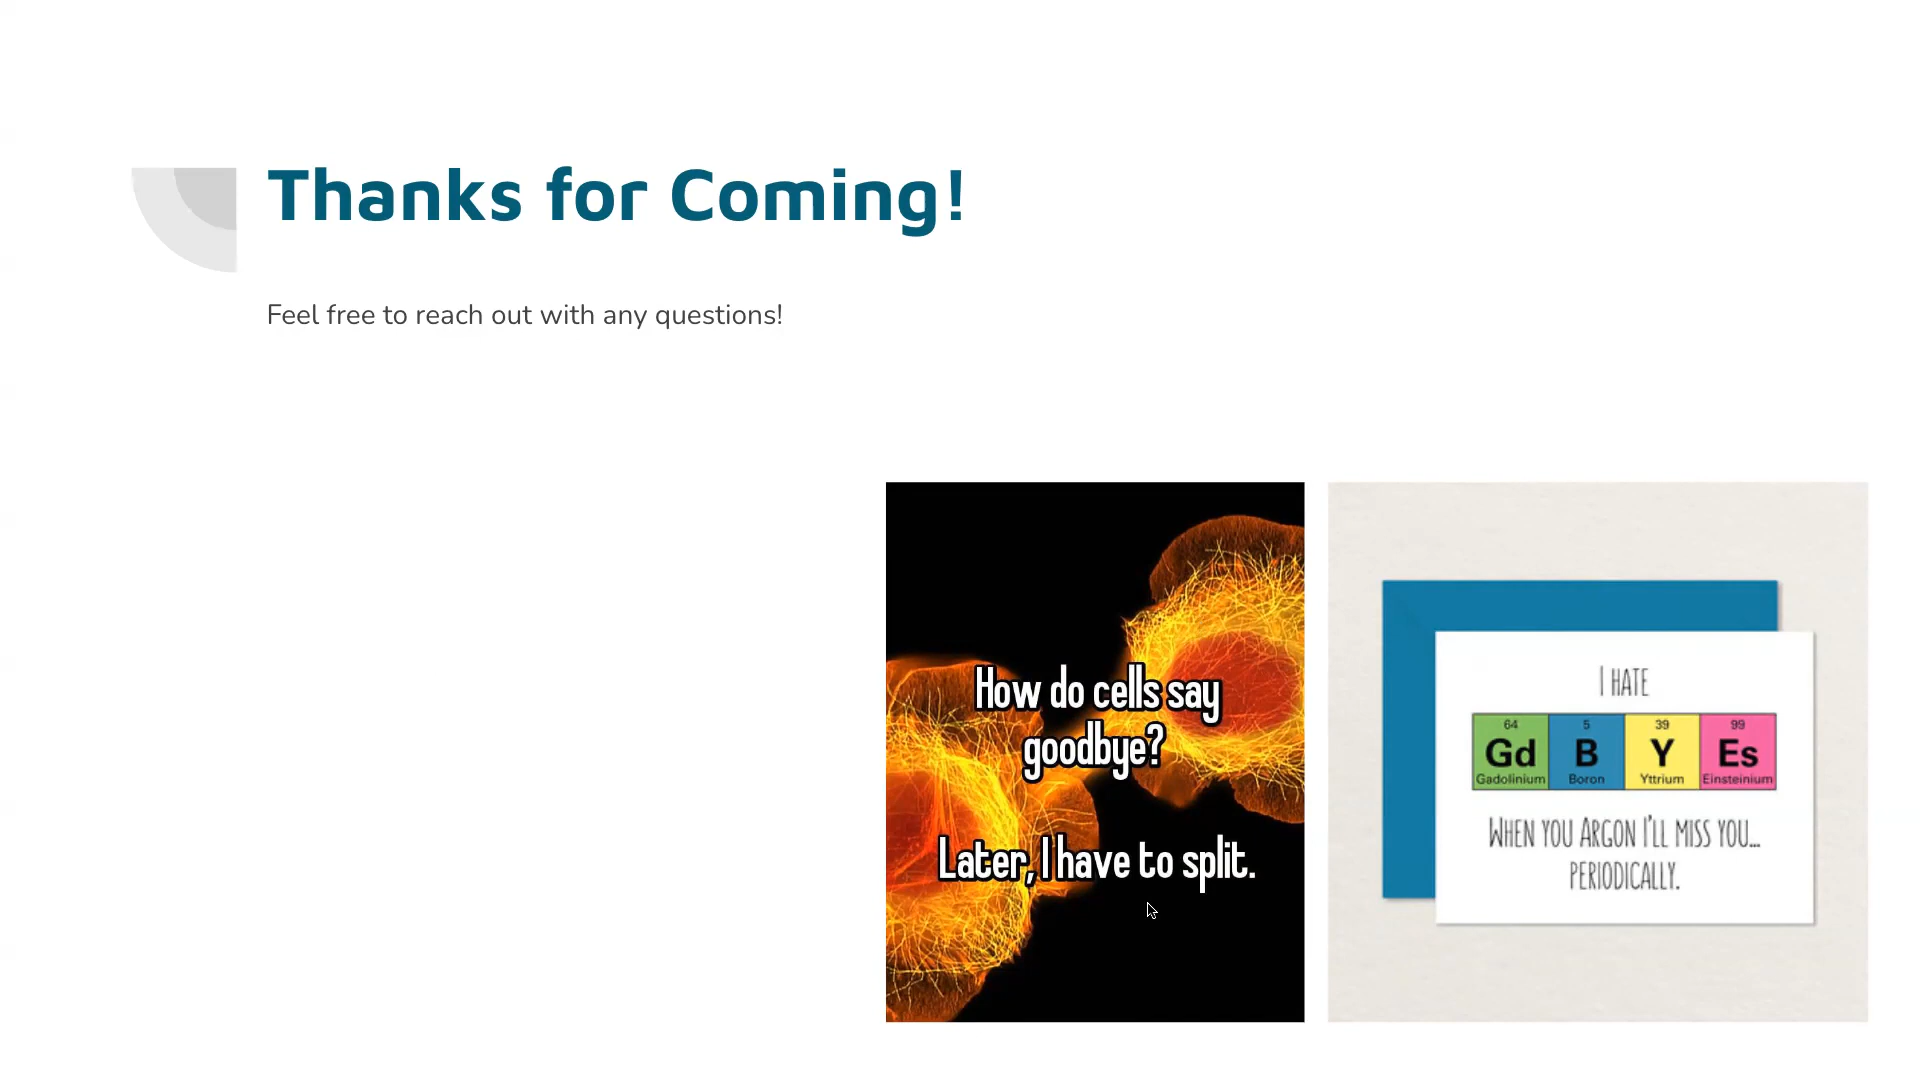 Thanks for Coming!
Feel free to reach out with any questions!
How do cells say
goodbye?
Later, I have to split.
I HATE
64 5 39 99
Gd B Y Es
Gadolinium Boron Yttrium Einsteinium
WHEN YOU ARGON I'LL MISS YOU...
PERIODICALLY.